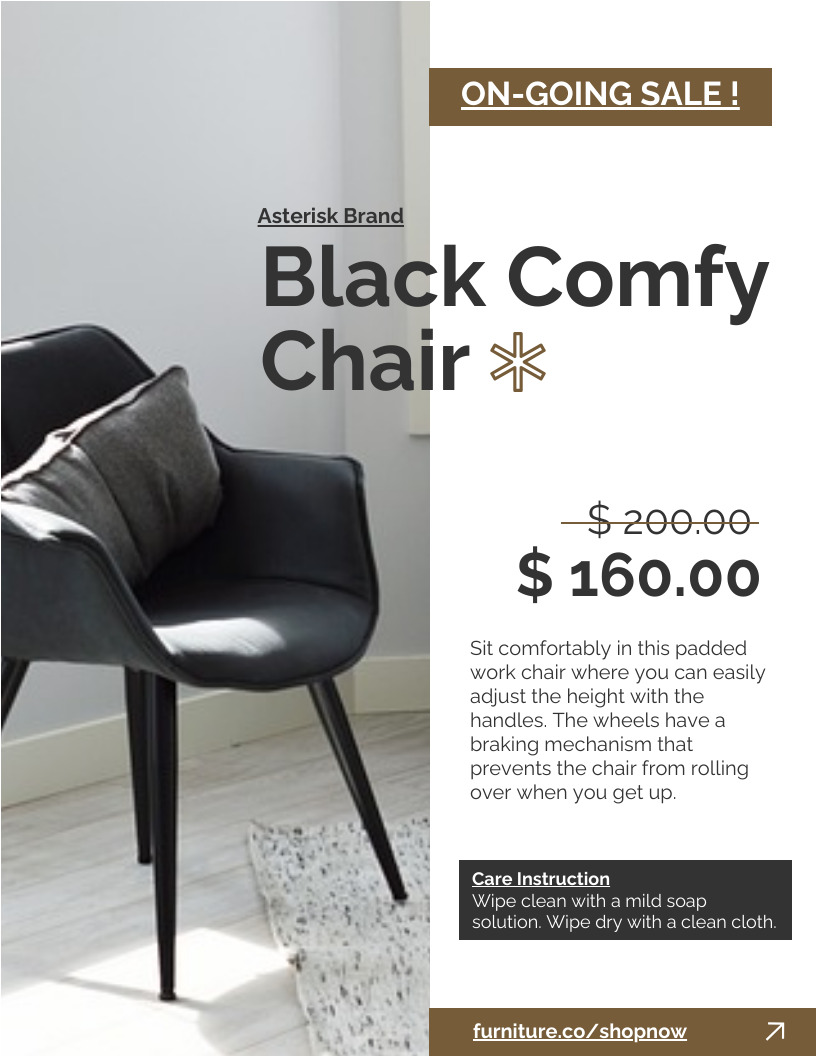 ON-GOING SALE !
Asterisk Brand
Black Comfy
Chair
$ 200.00
$ 160.00
Sit comfortably in this padded
work chair where you can easily
adjust the height with the
handles. The wheels have a
braking mechanism that
prevents the chair from rolling
over when you get up.
Care Instruction
Wipe clean with a mild soap
solution. Wipe dry with a clean cloth.
furniture.co/shopnow